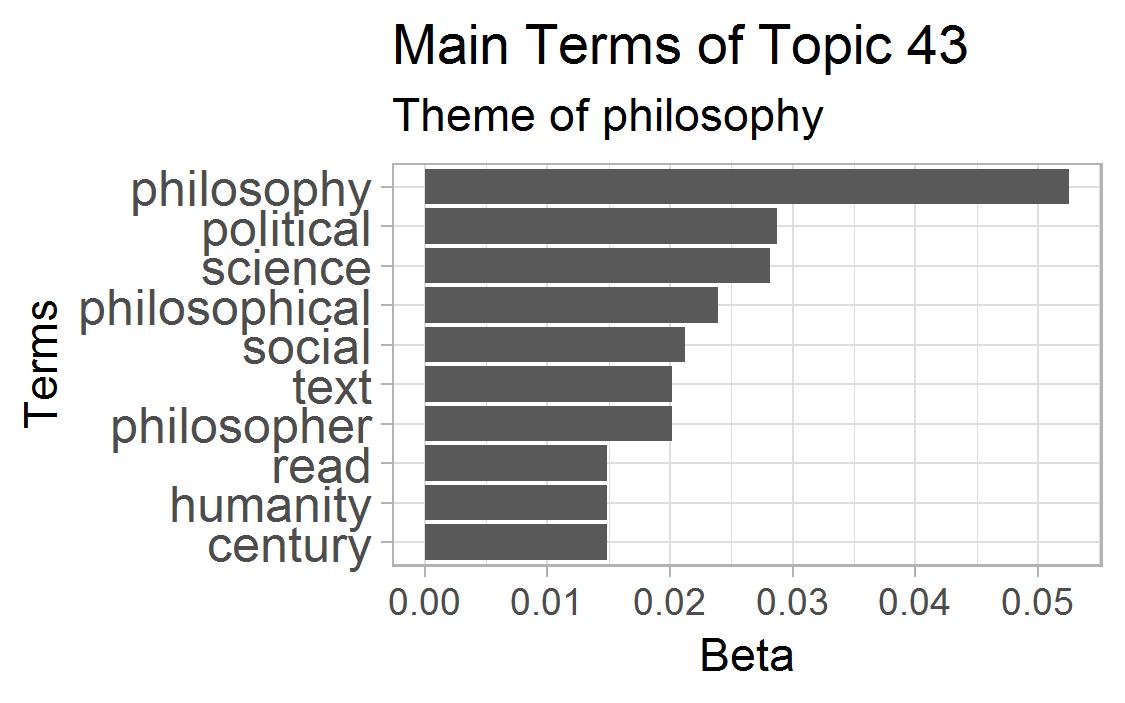 Main Terms of Topic 43
Theme of philosophy
Terms
philosophy
political
science
philosophical
social
text
philosopher
read
humanity
century
0.00 0.01 0.02 0.03 0.04 0.05
Beta